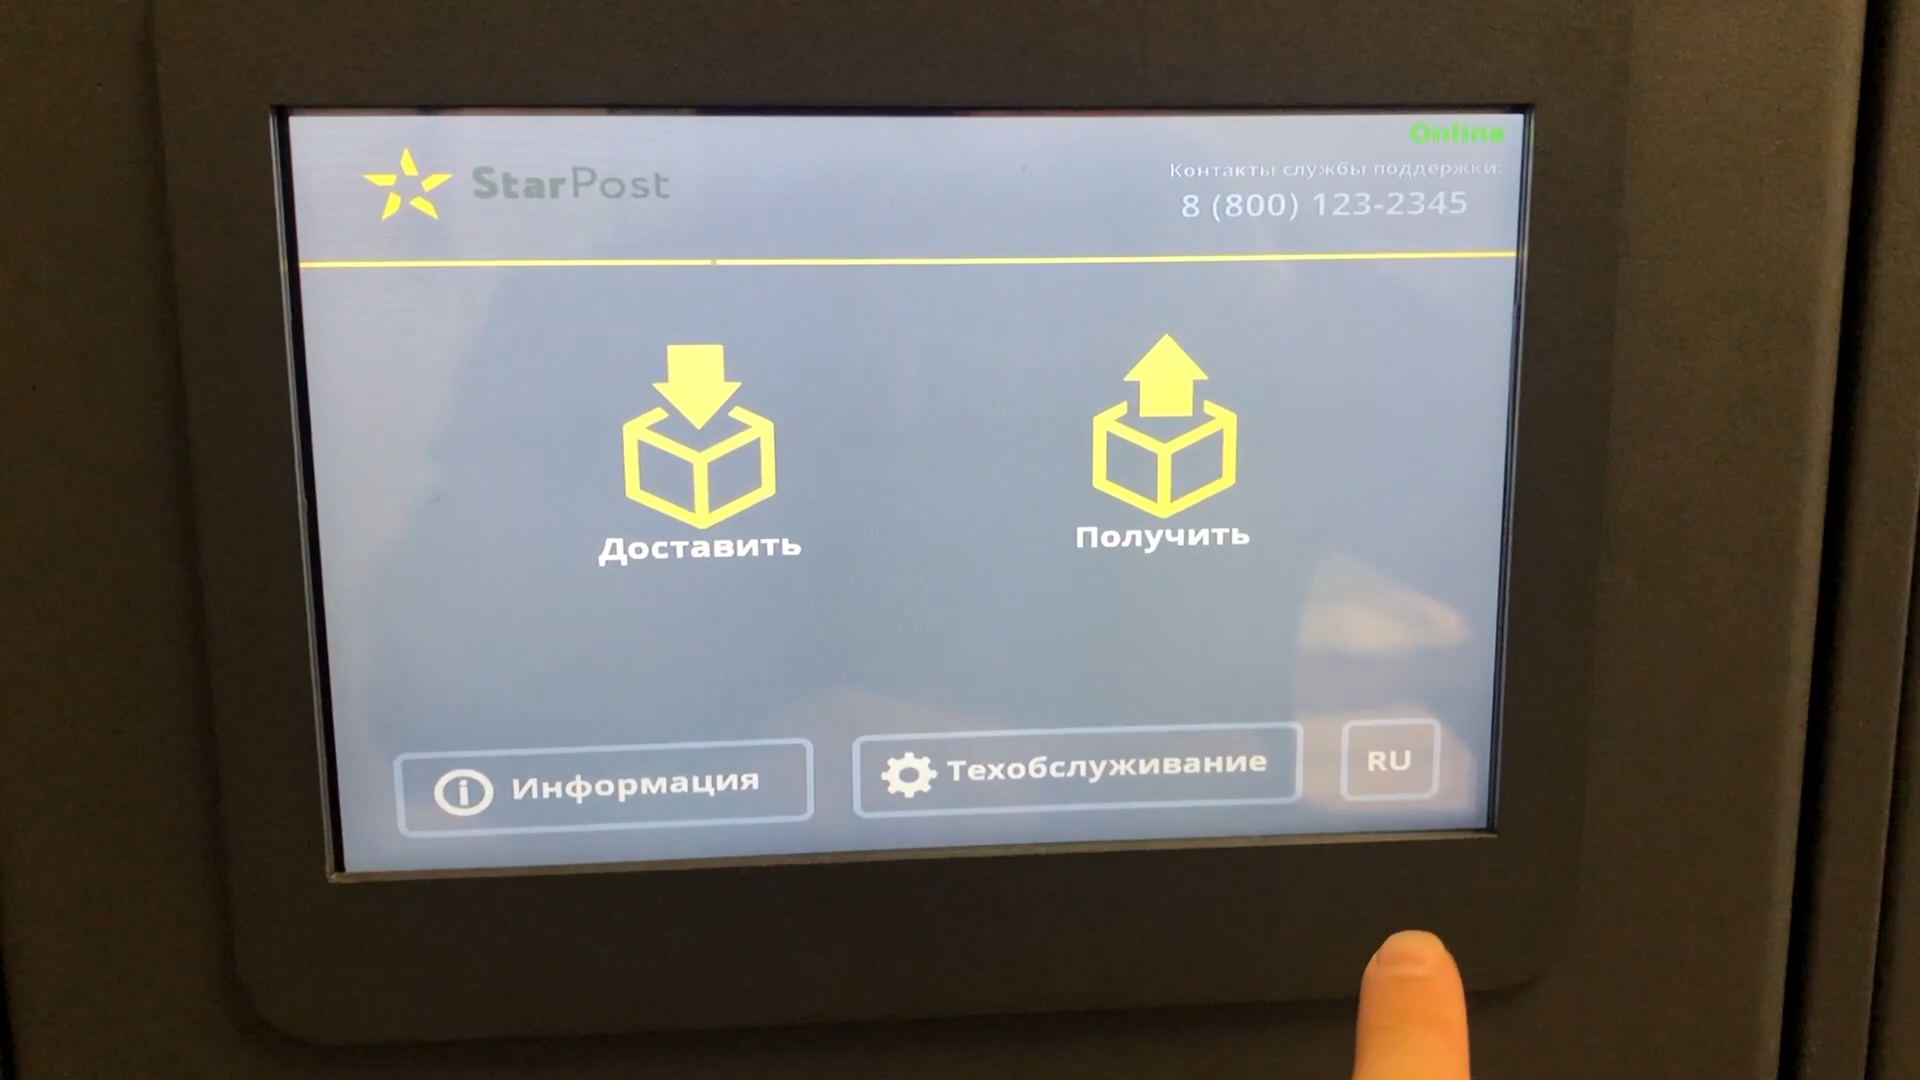 Online
StarPost
Контакты службы поддержки:
8 (800) 123-2345
Доставить
Получить
Информация
Техобслуживание
RU